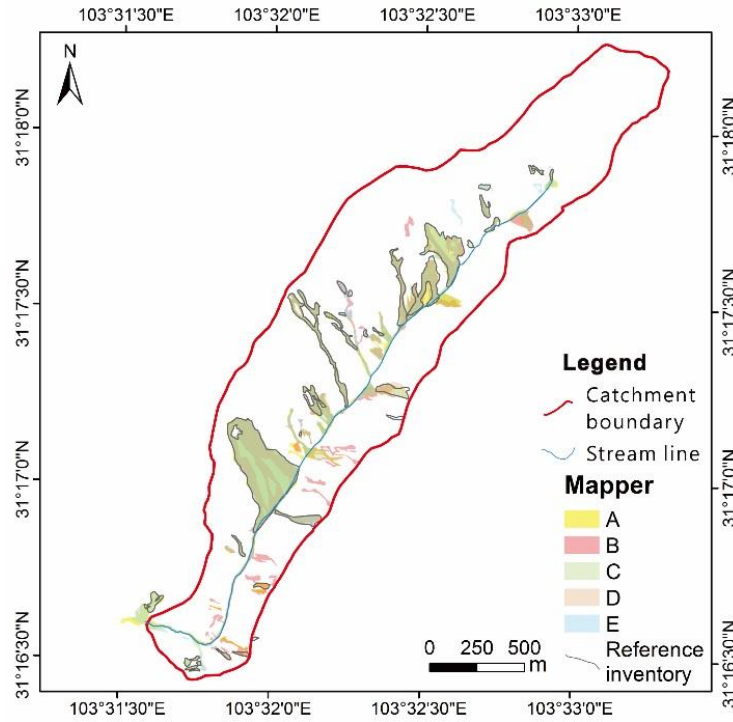 103°31'30"E 103°32'0"E 103°32'30"E 103°33'0"E
N
31°18'0"N
31°18'0"N
31°17'30"N
31°17'30"N
31°17'0"N
31°17'0"N
31°16'30"N
31°16'30"N
Legend
Catchment
boundary
Stream line
Mapper
A
B
C
D
E
Reference
inventory
0 250 500
m
103°31'30"E 103°32'0"E 103°32'30"E 103°33'0"E